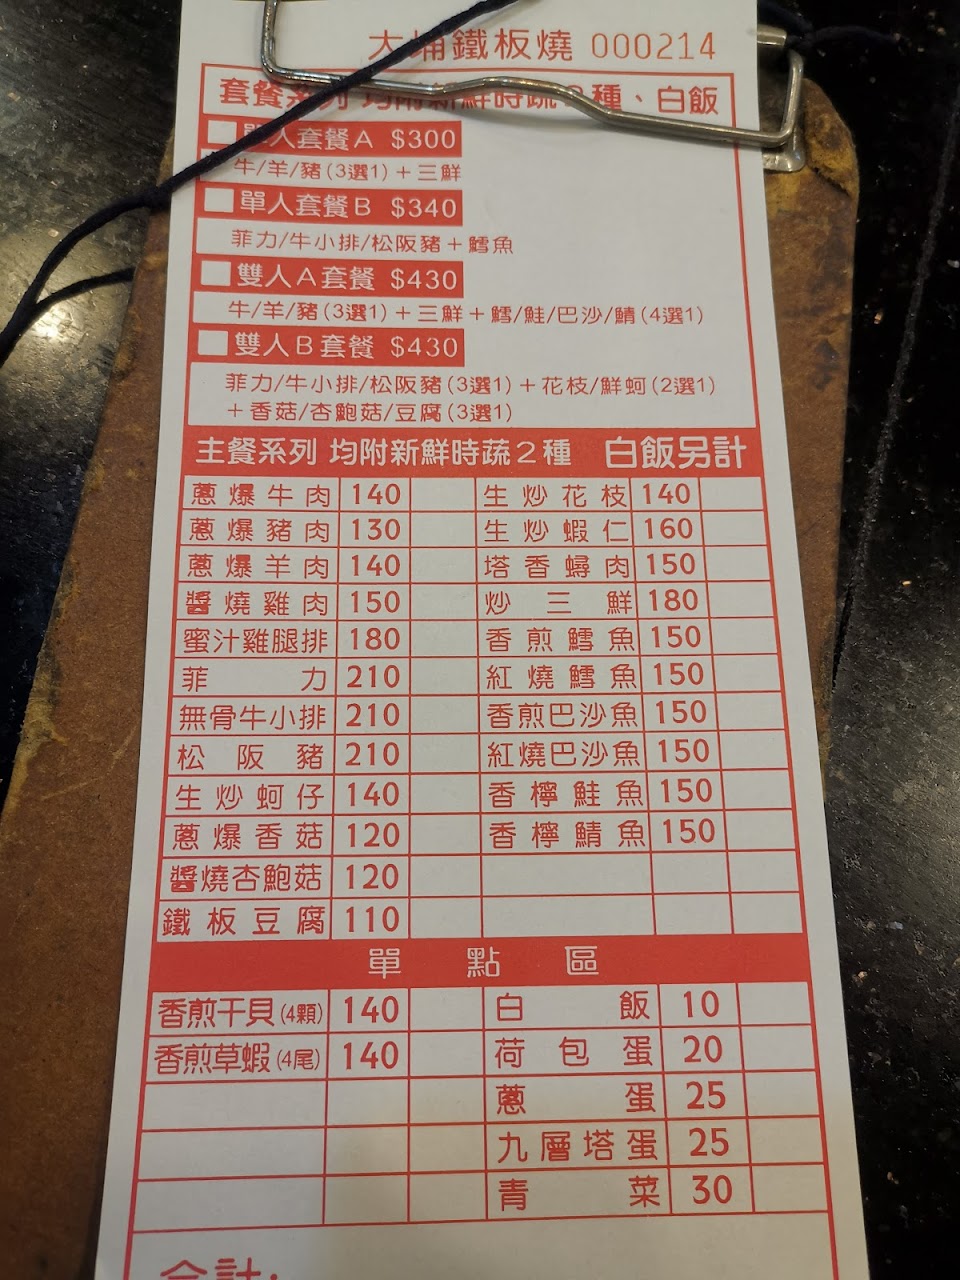 大埔鐵板燒 000214
套餐系列 均附新鮮時蔬2種、白飯
單人套餐A $300
牛/羊/豬(3選1)＋三鮮
單人套餐B $340
菲力/牛小排/松阪豬＋鱈魚
雙人A套餐 $430
牛/羊/豬(3選1)＋三鮮＋鱈/鮭/巴沙/鯖(4選1)
雙人B套餐 $430
菲力/牛小排/松阪豬(3選1)＋花枝/鮮蚵(2選1)
＋香菇/杏鮑菇/豆腐(3選1)
主餐系列 均附新鮮時蔬2種 白飯另計
蔥爆牛肉 140 生炒花枝 140
蔥爆豬肉 130 生炒蝦仁 160
蔥爆羊肉 140 塔香蟳肉 150
醬燒雞肉 150 炒三鮮 180
蜜汁雞腿排 180 香煎鱈魚 150
菲力 210 紅燒鱈魚 150
無骨牛小排 210 香煎巴沙魚 150
松阪豬 210 紅燒巴沙魚 150
生炒蚵仔 140 香檸鮭魚 150
蔥爆香菇 120 香檸鯖魚 150
醬燒杏鮑菇 120
鐵板豆腐 110
單點區
香煎干貝(4顆) 140 白飯 10
香煎草蝦(4尾) 140 荷包蛋 20
蔥蛋 25
九層塔蛋 25
青菜 30
合計: